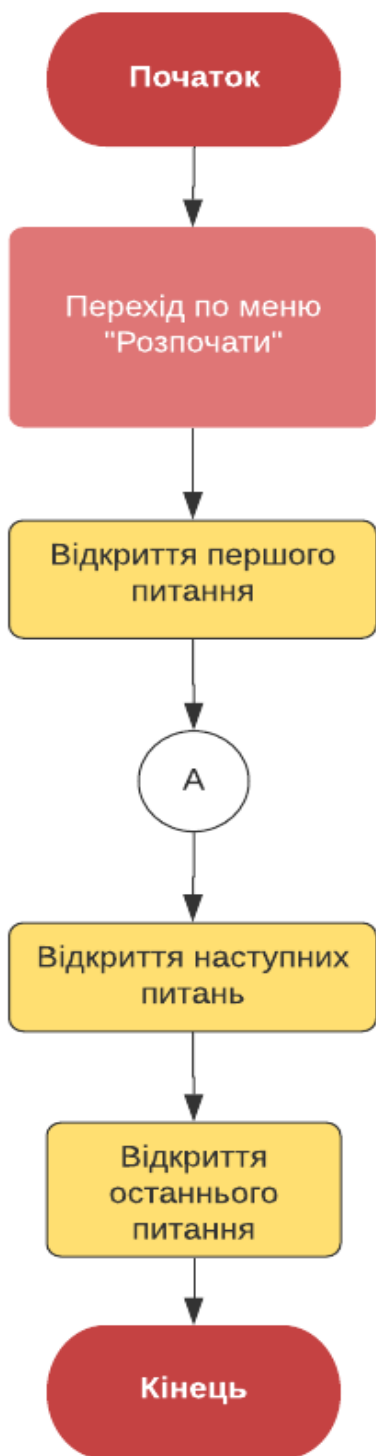 Початок
Перехід по меню
"Розпочати"
Відкриття першого
питання
А
Відкриття наступних
питань
Відкриття
останнього
питання
Кінець